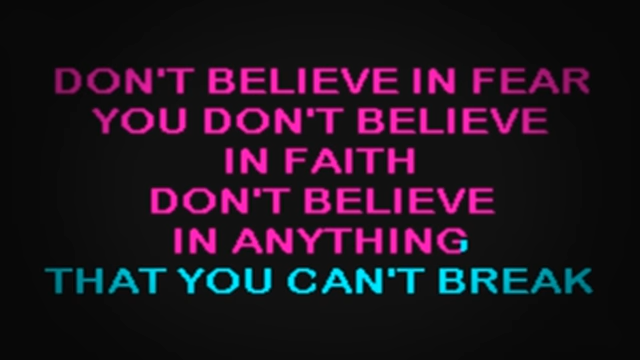 DON'T BELIEVE IN FEAR
YOU DON'T BELIEVE
IN FAITH
DON'T BELIEVE
IN ANYTHING
THAT YOU CAN'T BREAK